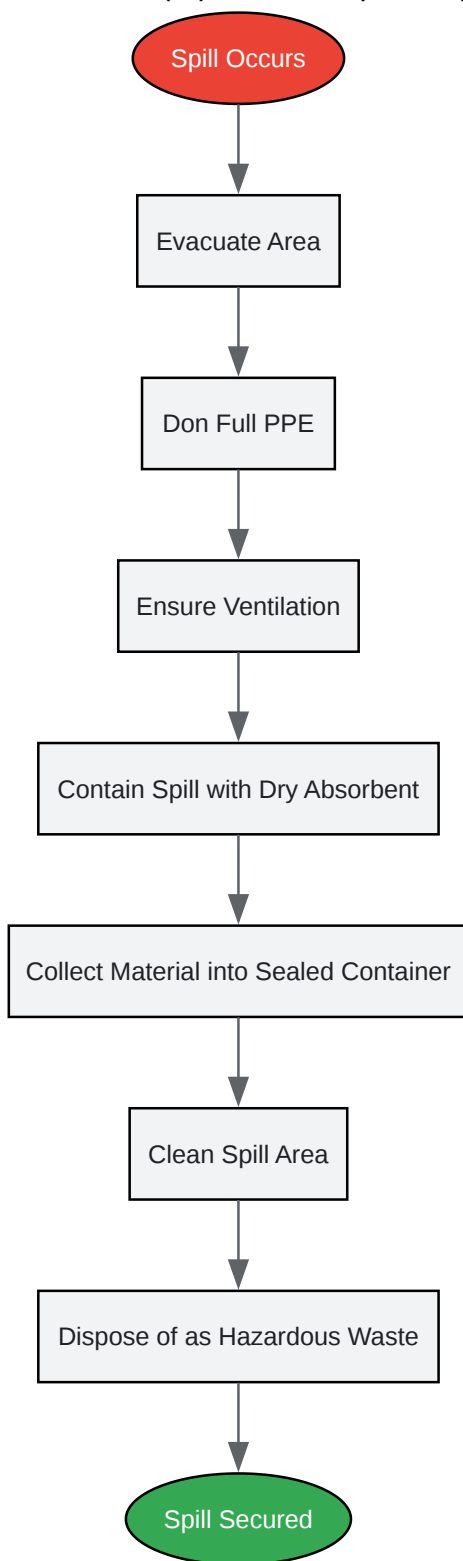 Spill Occurs
Evacuate Area
Don Full PPE
Ensure Ventilation
Contain Spill with Dry Absorbent
Collect Material into Sealed Container
Clean Spill Area
Dispose of as Hazardous Waste
Spill Secured